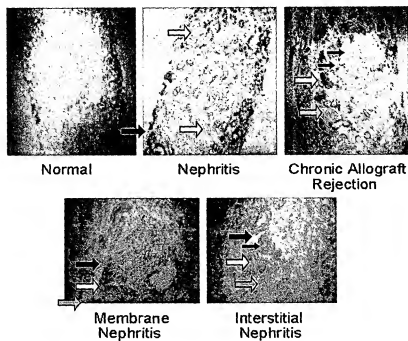 Normal
Nephritis
Chronic Allograft
Rejection
Membrane
Nephritis
Interstitial
Nephritis